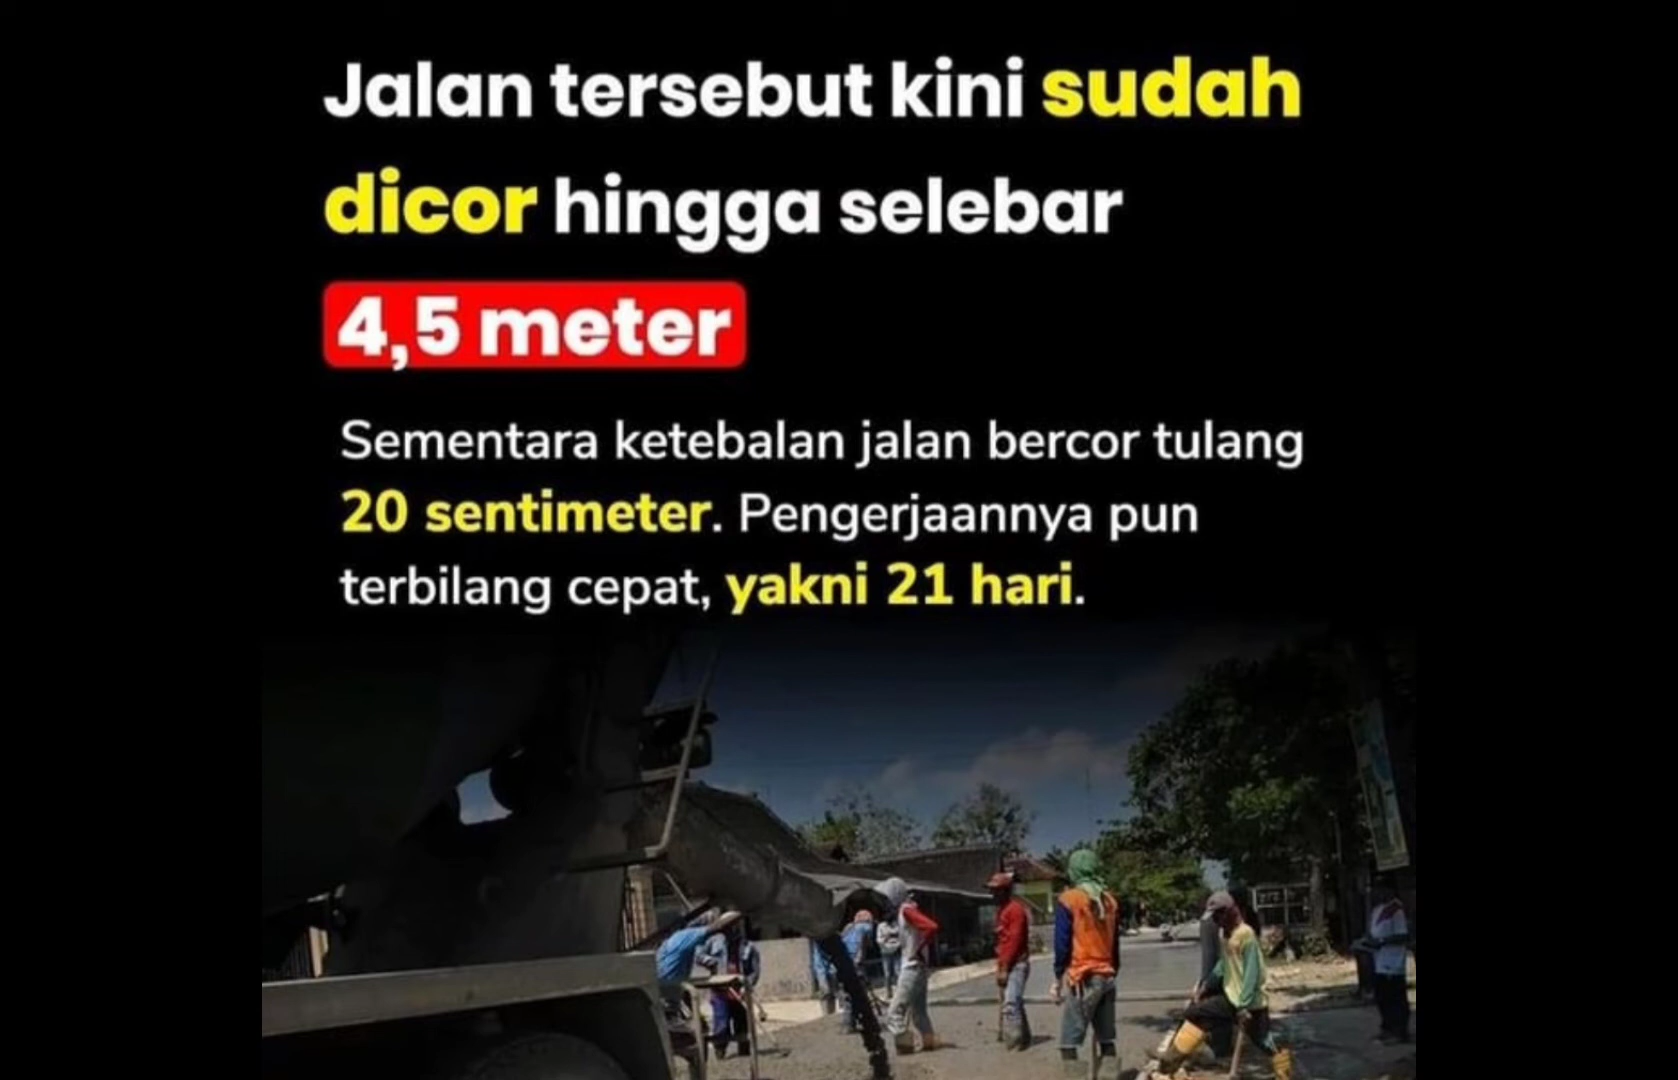 Jalan tersebut kini sudah
dicor hingga selebar
4,5 meter
Sementara ketebalan jalan bercor tulang
20 sentimeter. Pengerjaannya pun
terbilang cepat, yakni 21 hari.